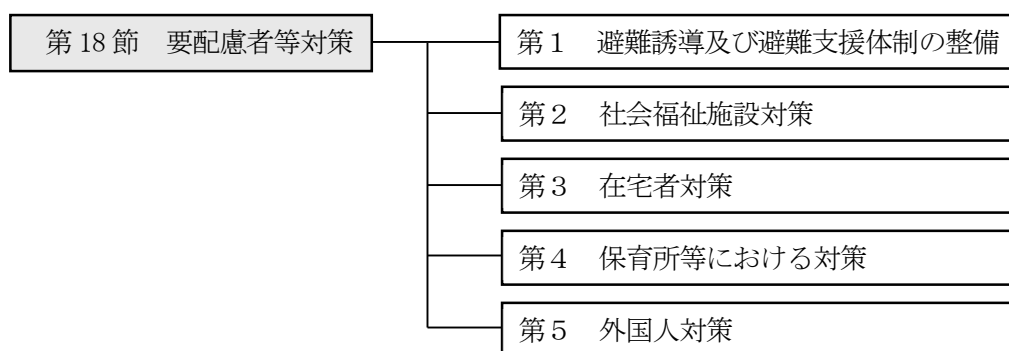 第18節　要配慮者等対策
第１　避難誘導及び避難支援体制の整備
第２　社会福祉施設対策
第３　在宅者対策
第４　保育所等における対策
第５　外国人対策